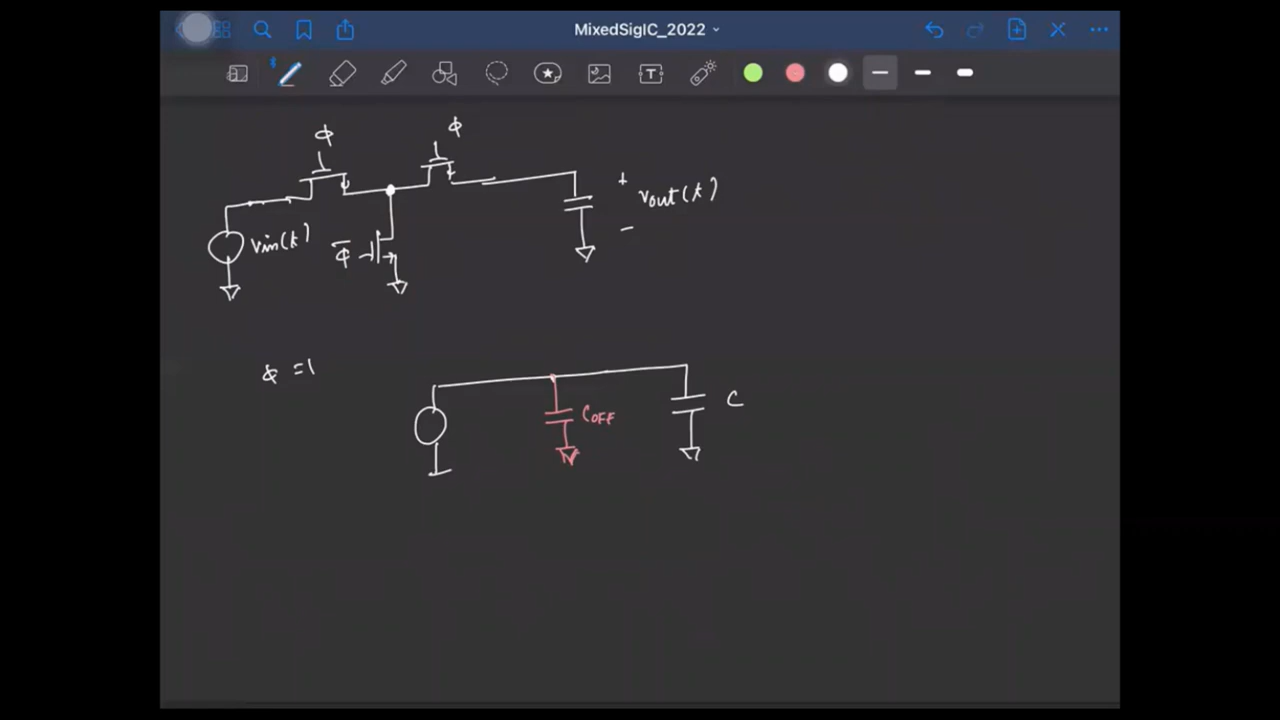 MixedSigIC_2022
T
ϕ
ϕ
+
vout(t)
vin(t)
ϕ̅
−
ϕ =1
COFF
C